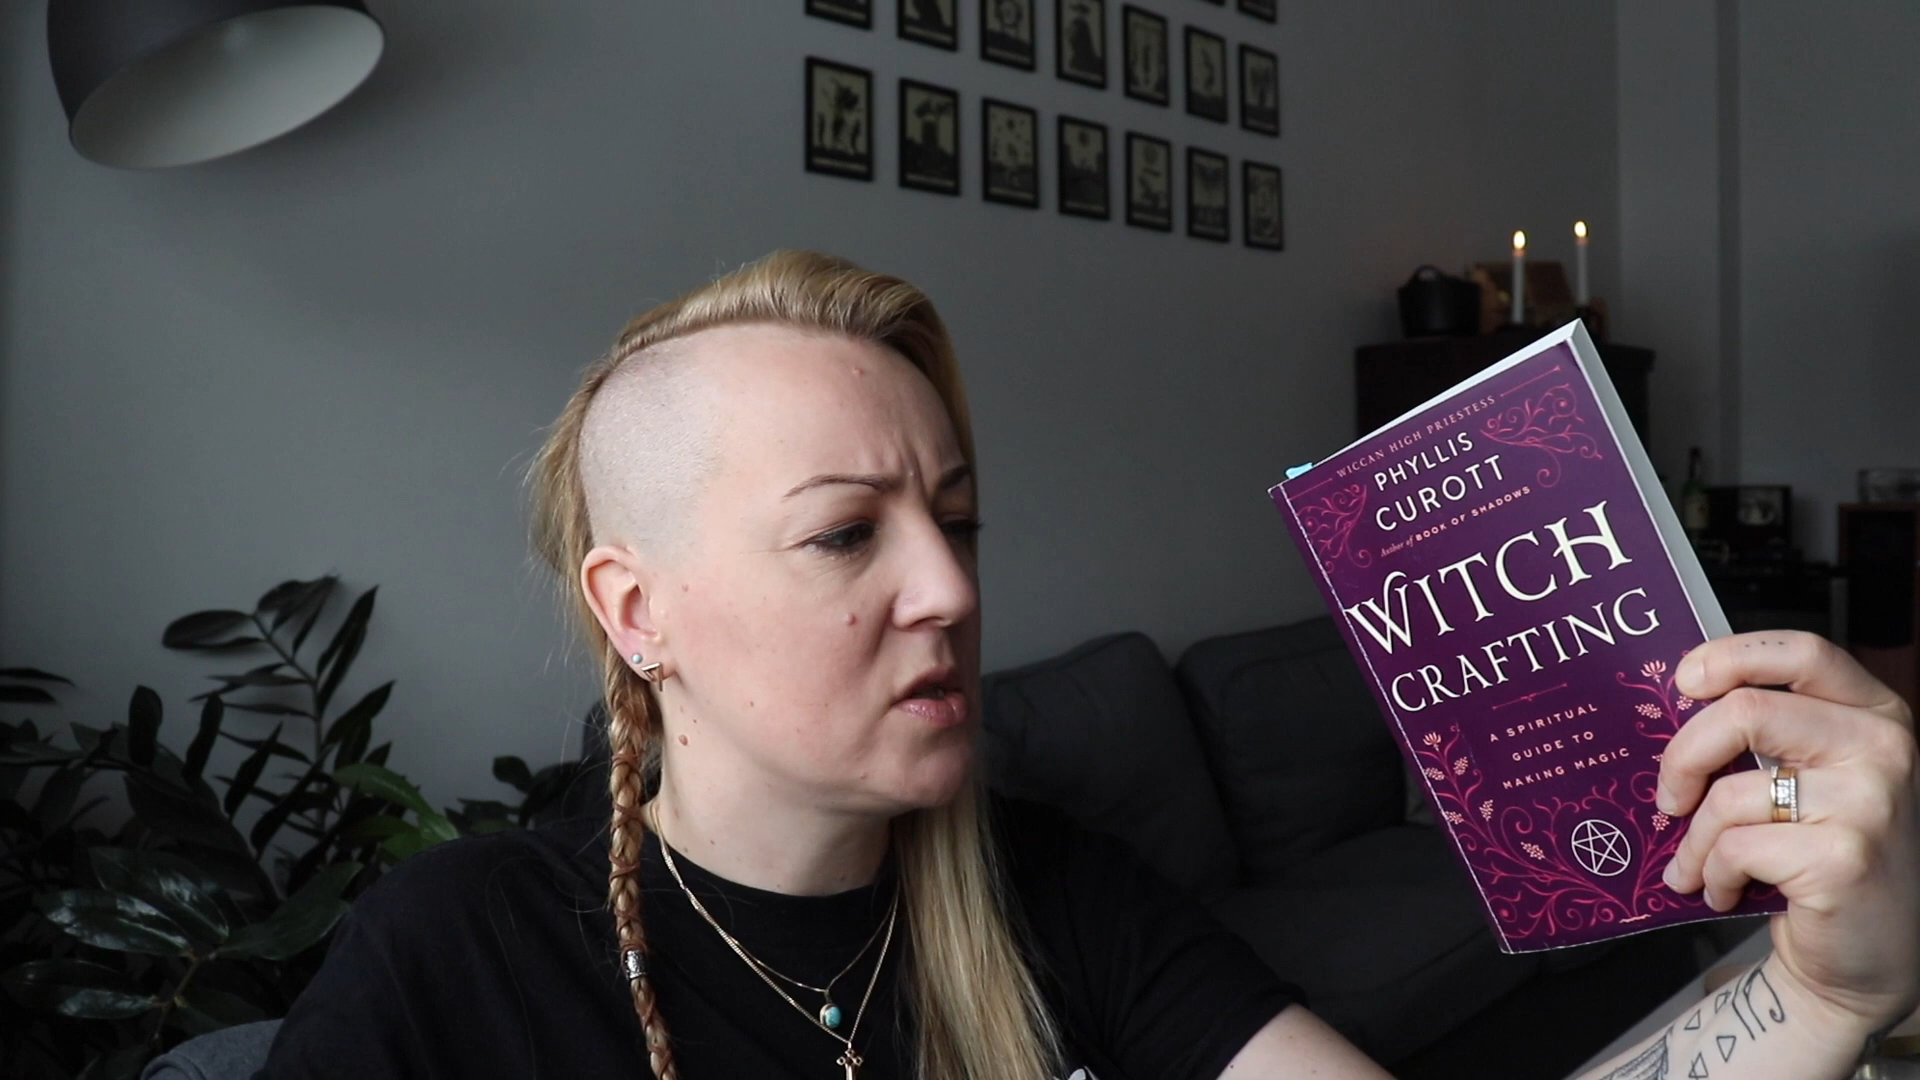 WICCAN HIGH PRIESTESS
PHYLLIS
CUROTT
Author of BOOK OF SHADOWS
WITCH
CRAFTING
A SPIRITUAL
GUIDE TO
MAKING MAGIC